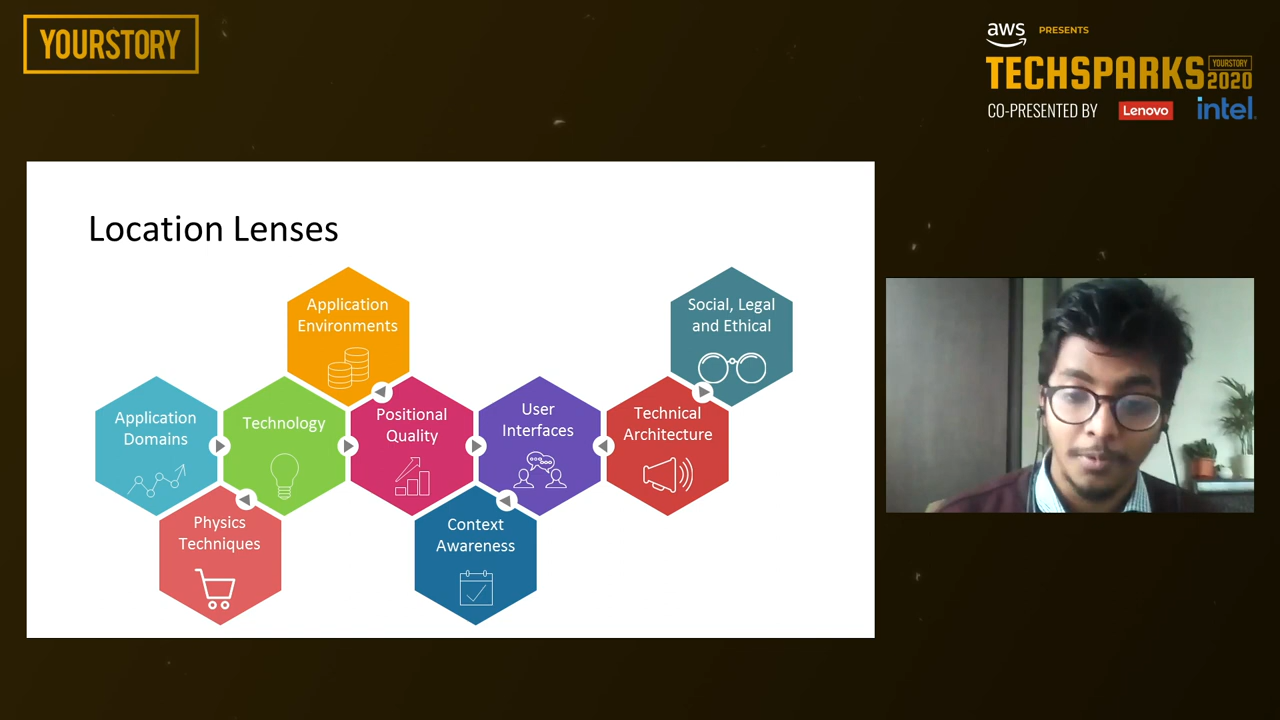 YOURSTORY
aws PRESENTS
TECHSPARKS YOURSTORY 2020
CO-PRESENTED BY Lenovo intel.
Location Lenses
Application
Environments
Social, Legal
and Ethical
Application
Domains
Technology
Positional
Quality
User
Interfaces
Technical
Architecture
Physics
Techniques
Context
Awareness